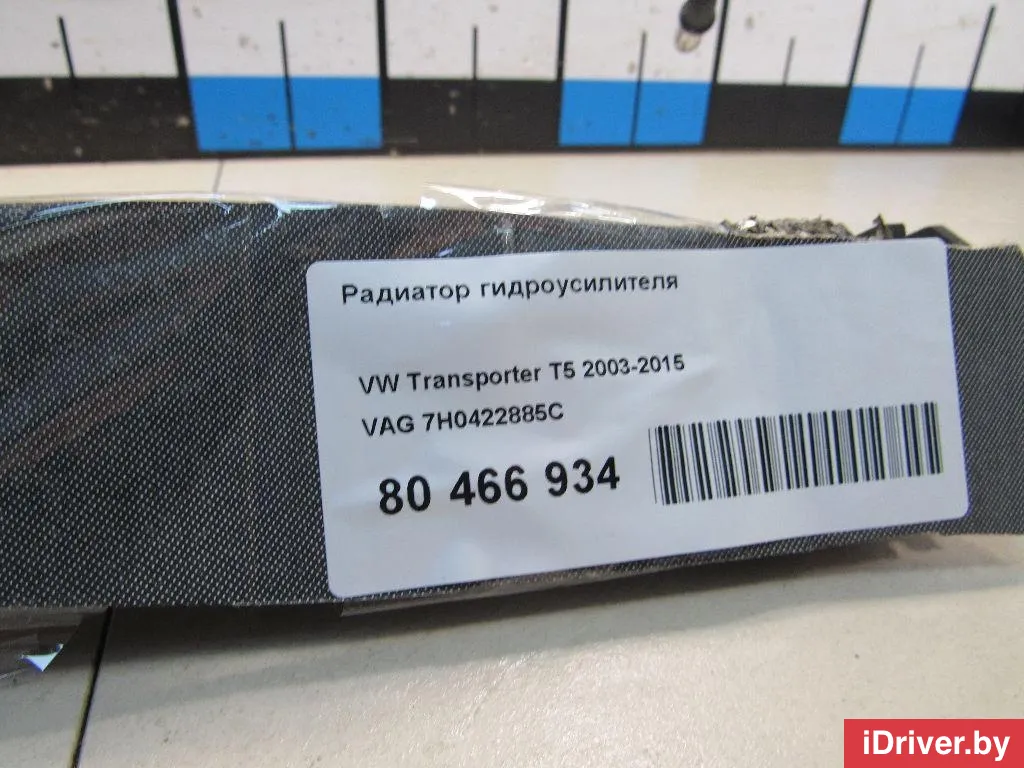 Радиатор гидроусилителя
VW Transporter T5 2003-2015
VAG 7H0422885C
80 466 934
iDriver.by